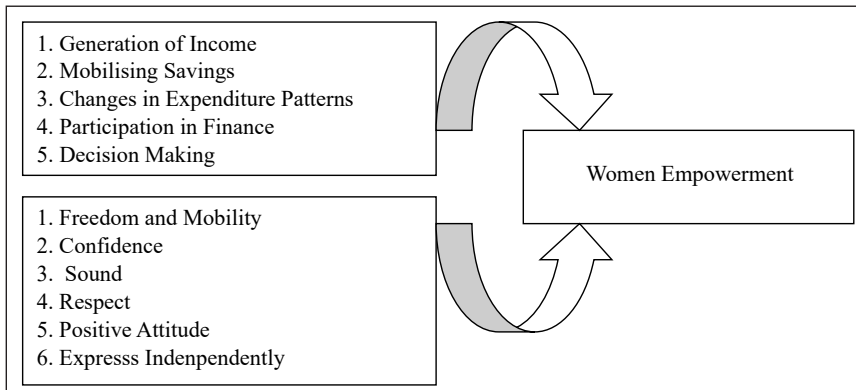 1. Generation of Income
2. Mobilising Savings
3. Changes in Expenditure Patterns
4. Participation in Finance
5. Decision Making
1. Freedom and Mobility
2. Confidence
3. Sound
4. Respect
5. Positive Attitude
6. Expresss Indenpendently
Women Empowerment